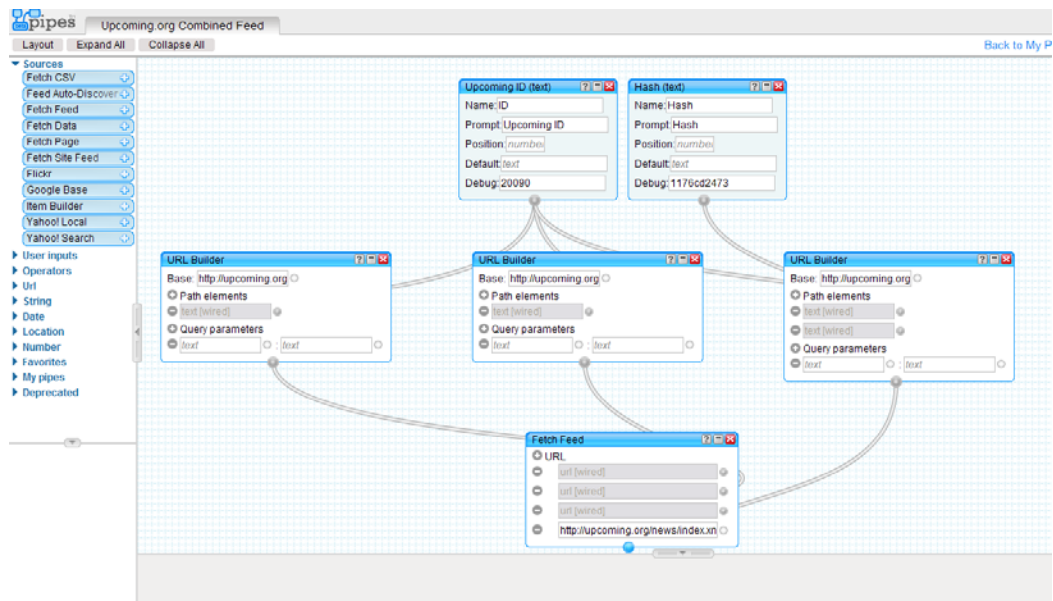 pipes
Upcoming.org Combined Feed
Layout Expand All Collapse All
Back to My P
Sources
Fetch CSV
Feed Auto-Discover
Fetch Feed
Fetch Data
Fetch Page
Fetch Site Feed
Flickr
Google Base
Item Builder
Yahoo! Local
Yahoo! Search
User inputs
Operators
Url
String
Date
Location
Number
Favorites
My pipes
Deprecated
Upcoming ID (text)
Name: ID
Prompt: Upcoming ID
Position: number
Default: text
Debug: 20090
Hash (text)
Name: Hash
Prompt: Hash
Position: number
Default: text
Debug: 1176cd2473
URL Builder
Base: http://upcoming.org
Path elements
text [wired]
Query parameters
text : text
URL Builder
Base: http://upcoming.org
Path elements
text [wired]
Query parameters
text : text
URL Builder
Base: http://upcoming.org
Path elements
text [wired]
text [wired]
Query parameters
text : text
Fetch Feed
URL
url [wired]
url [wired]
url [wired]
http://upcoming.org/news/index.xn